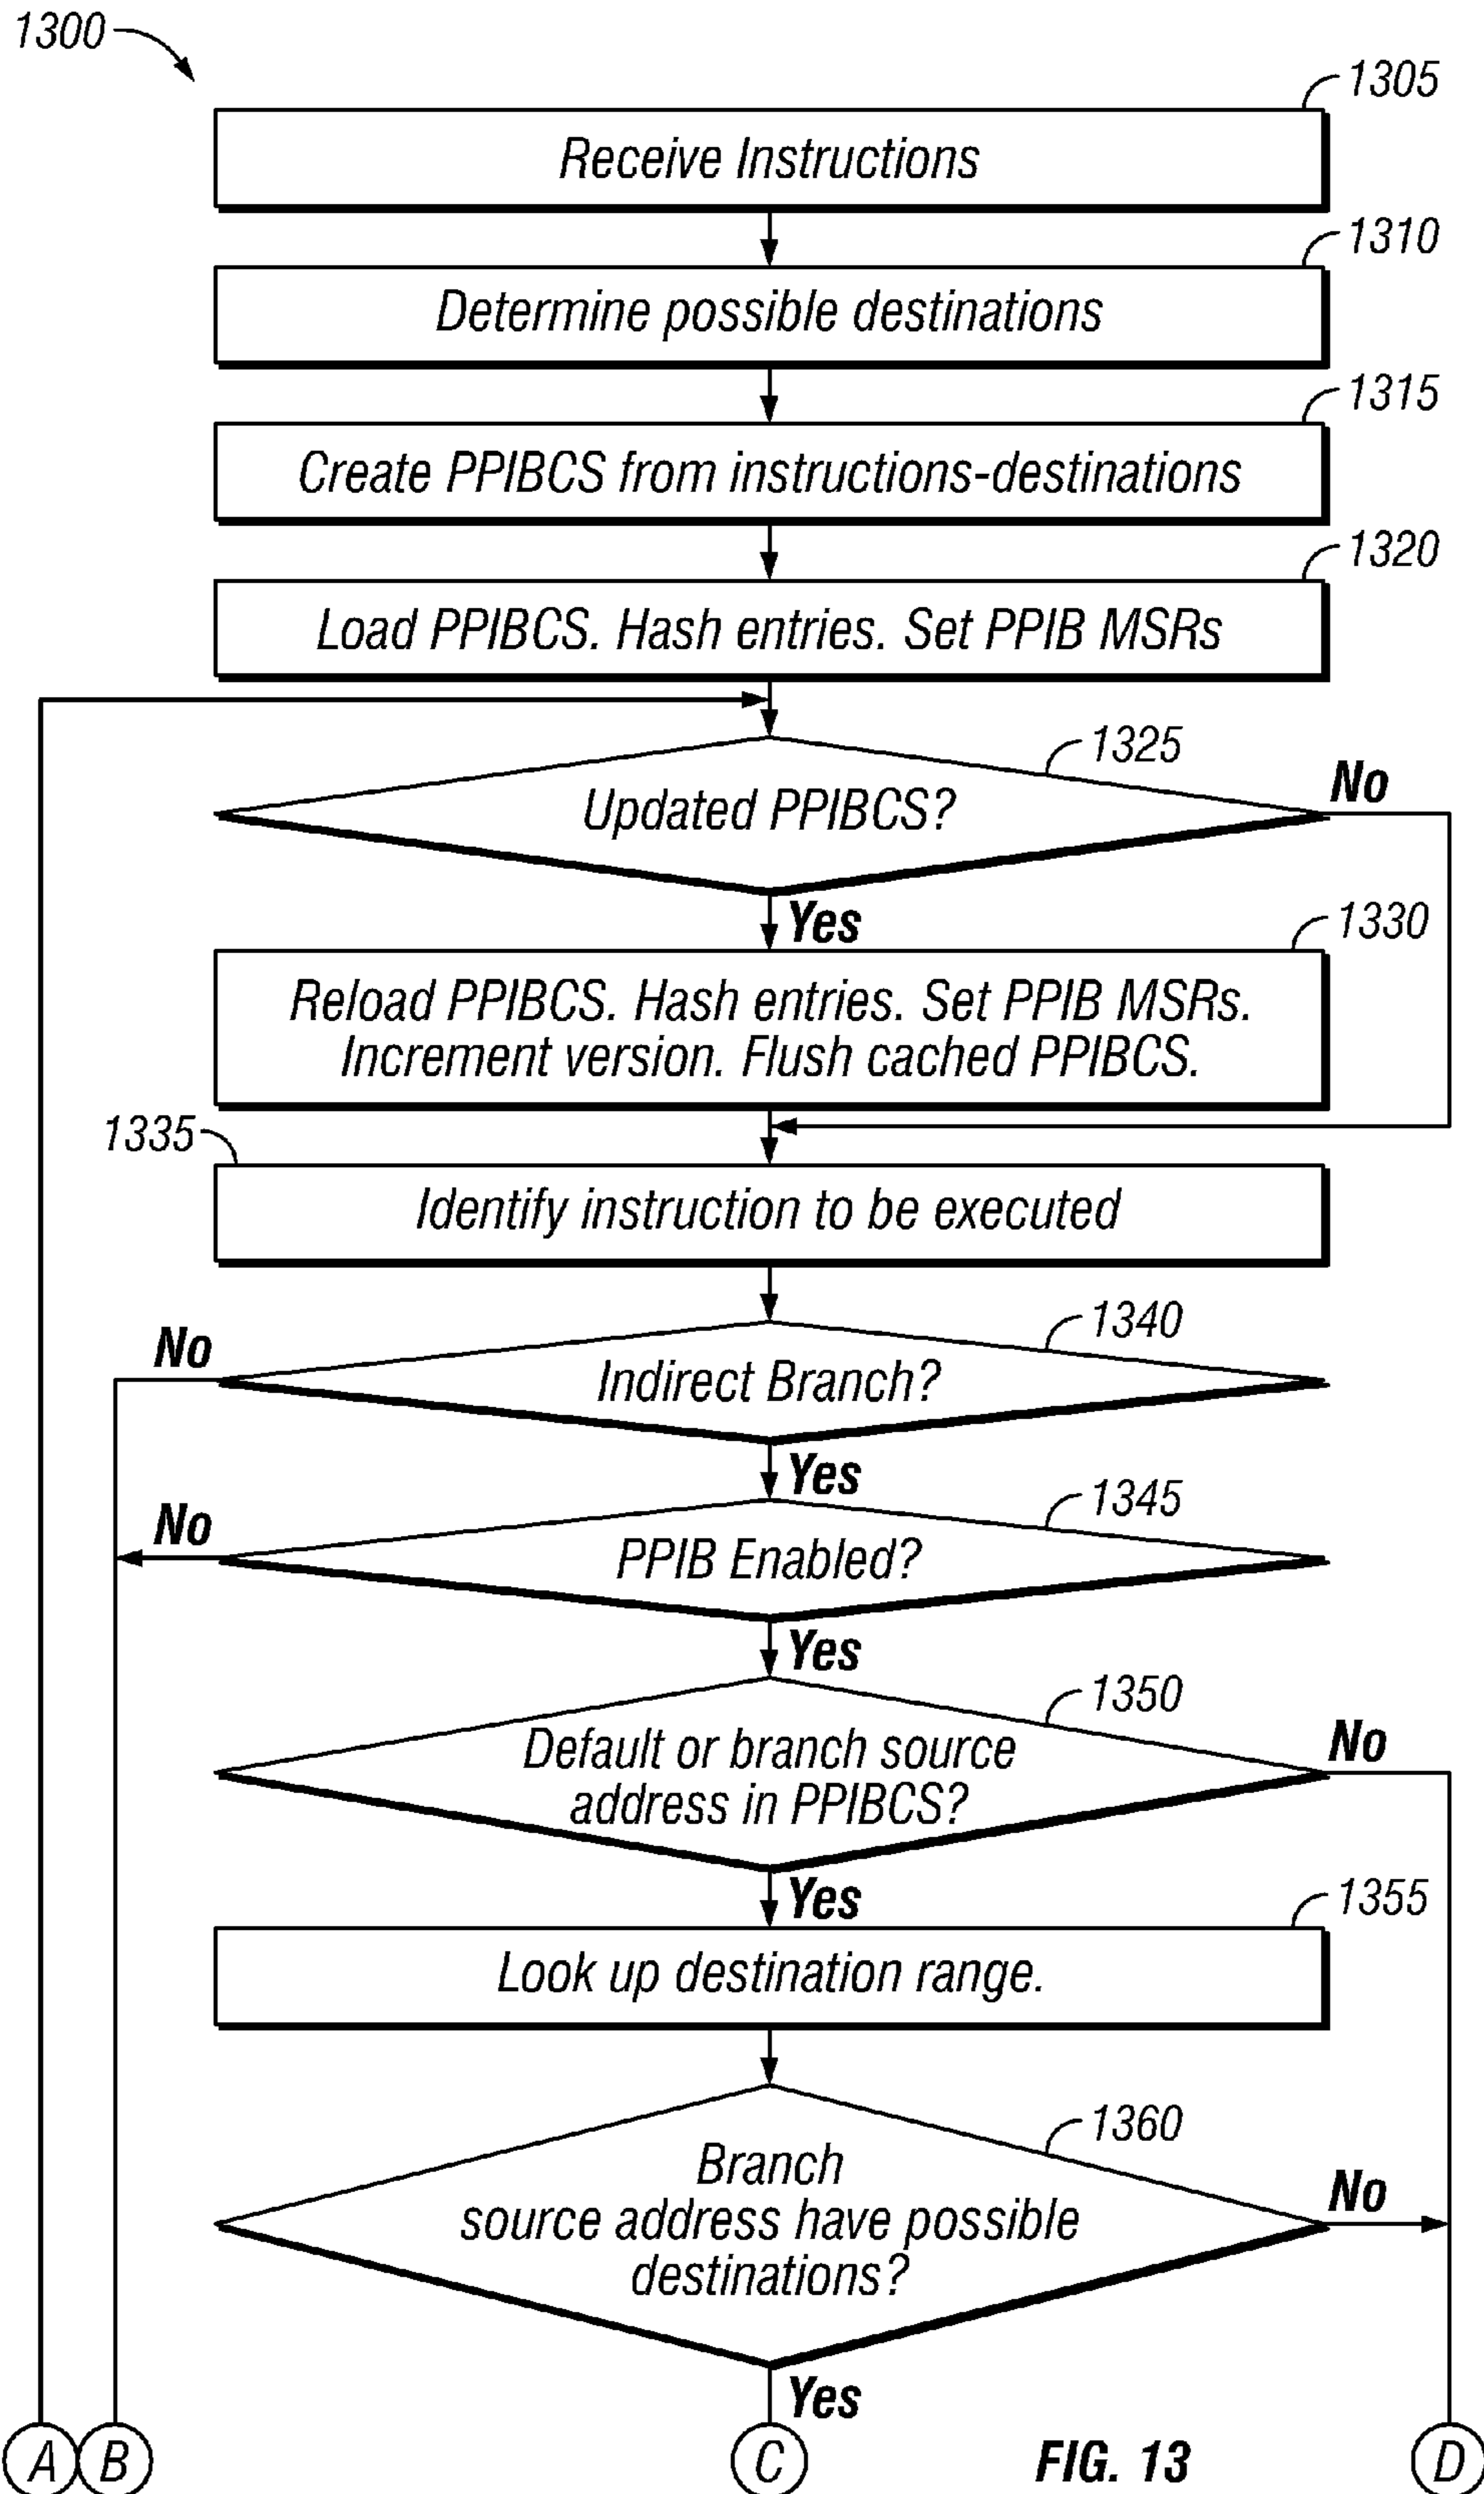 1300
1305
Receive Instructions
1310
Determine possible destinations
1315
Create PPIBCS from instructions-destinations
1320
Load PPIBCS. Hash entries. Set PPIB MSRs
1325
Updated PPIBCS?
No
Yes
1330
Reload PPIBCS. Hash entries. Set PPIB MSRs.
Increment version. Flush cached PPIBCS.
1335
Identify instruction to be executed
1340
No
Indirect Branch?
Yes
1345
No
PPIB Enabled?
Yes
1350
No
Default or branch source
address in PPIBCS?
Yes
1355
Look up destination range.
1360
Branch
source address have possible
destinations?
No
Yes
A
B
C
FIG. 13
D